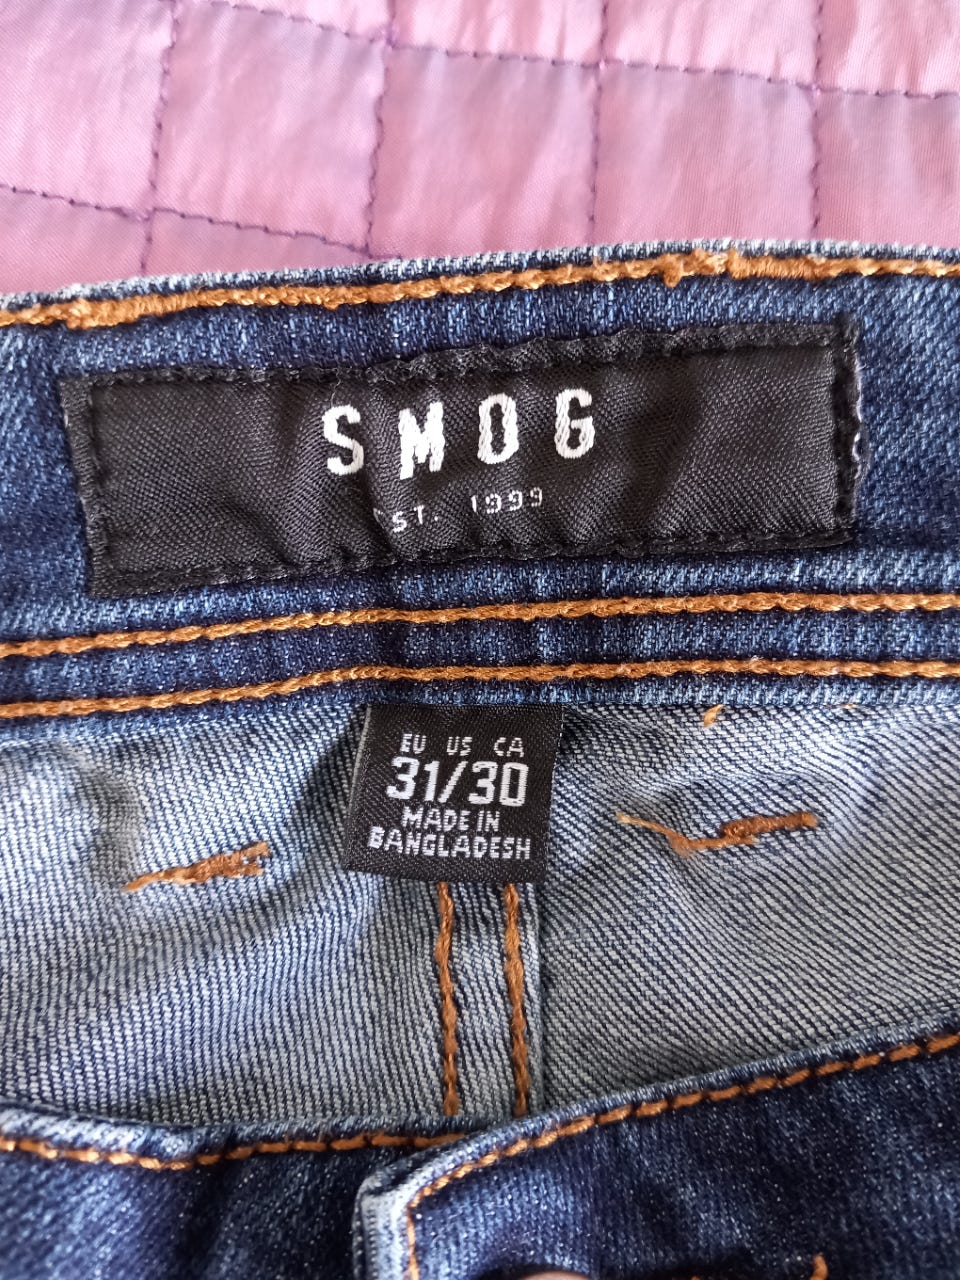 SMOG
EST. 1999
EU US CA
31/30
MADE IN
BANGLADESH